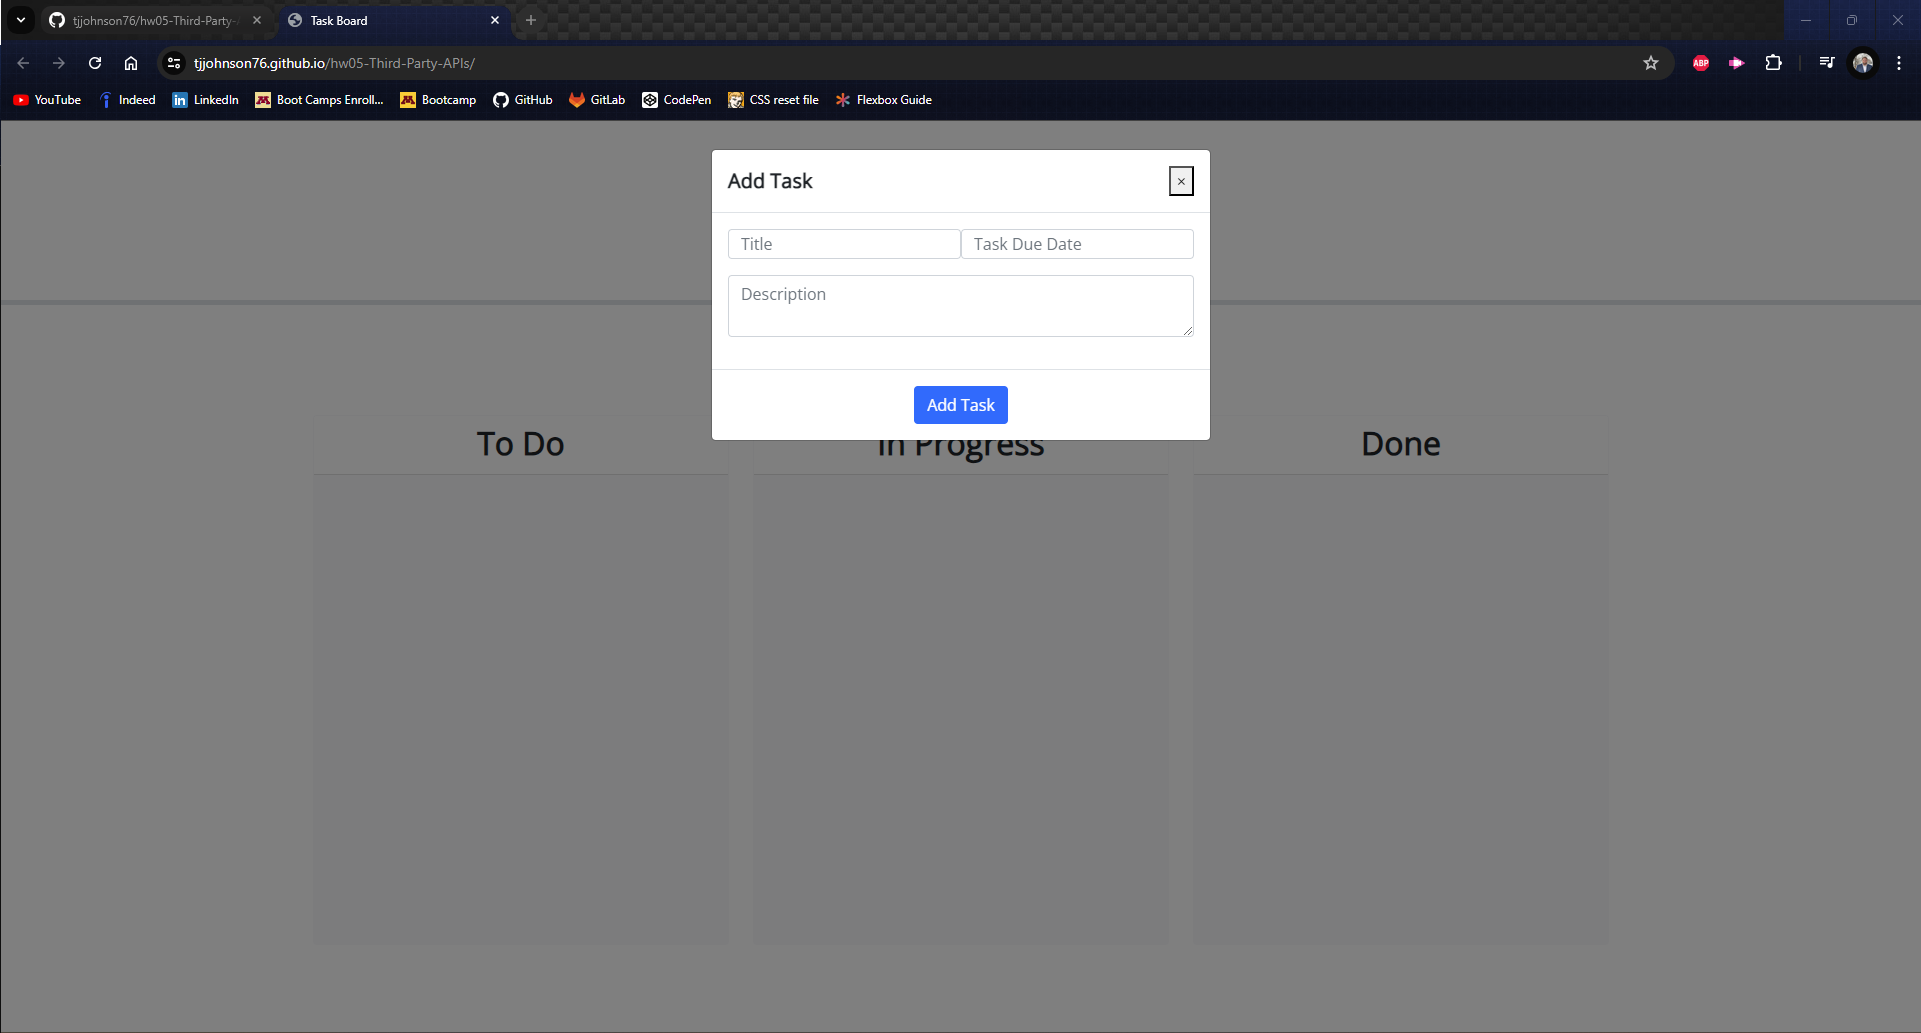 tjjohnson76/hw05-Third-Party-
Task Board
tjjohnson76.github.io/hw05-Third-Party-APIs/
ABP
YouTube Indeed LinkedIn Boot Camps Enroll... Bootcamp GitHub GitLab CodePen CSS reset file Flexbox Guide
Add Task
×
Title Task Due Date
Description
Add Task
To Do In Progress Done